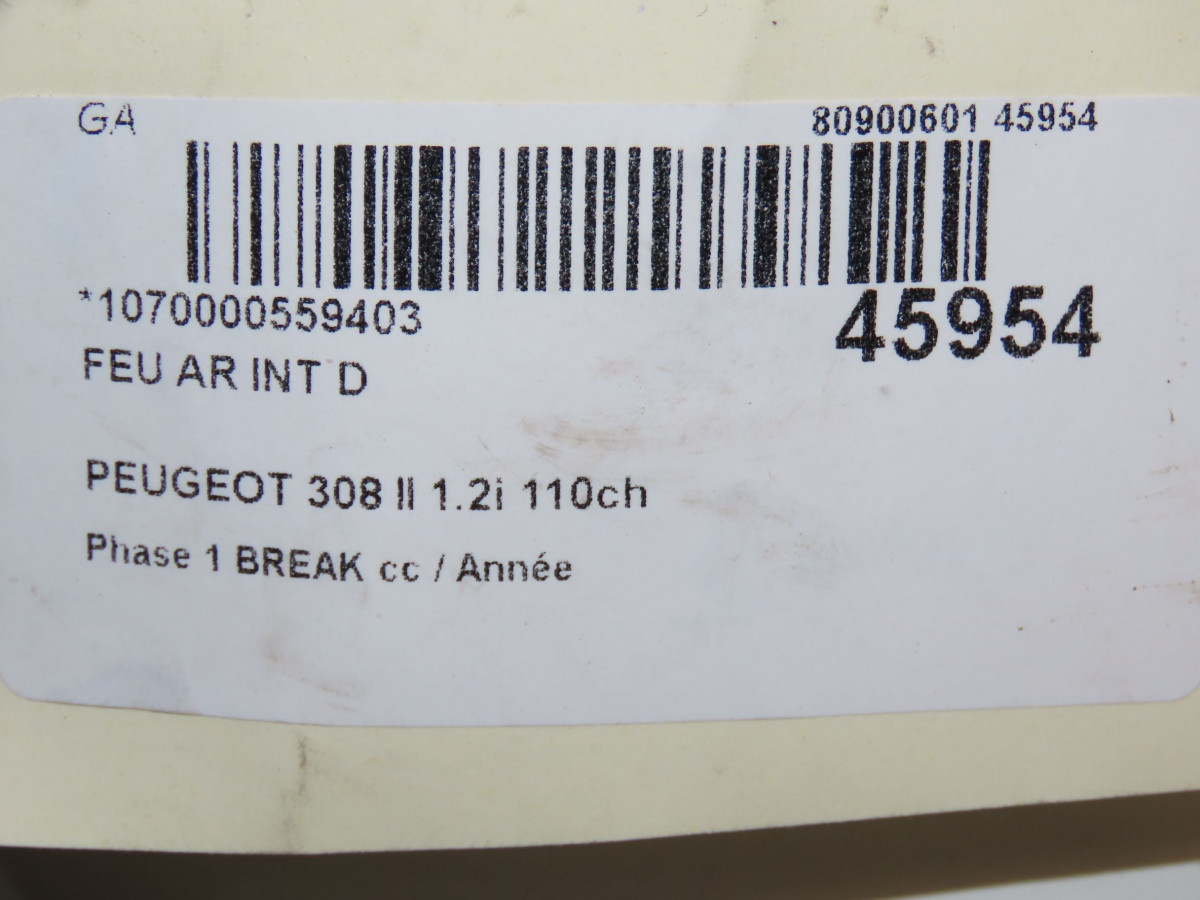 GA 80900601 45954
*1070000559403 45954
FEU AR INT D
PEUGEOT 308 II 1.2i 110ch
Phase 1 BREAK cc / Année